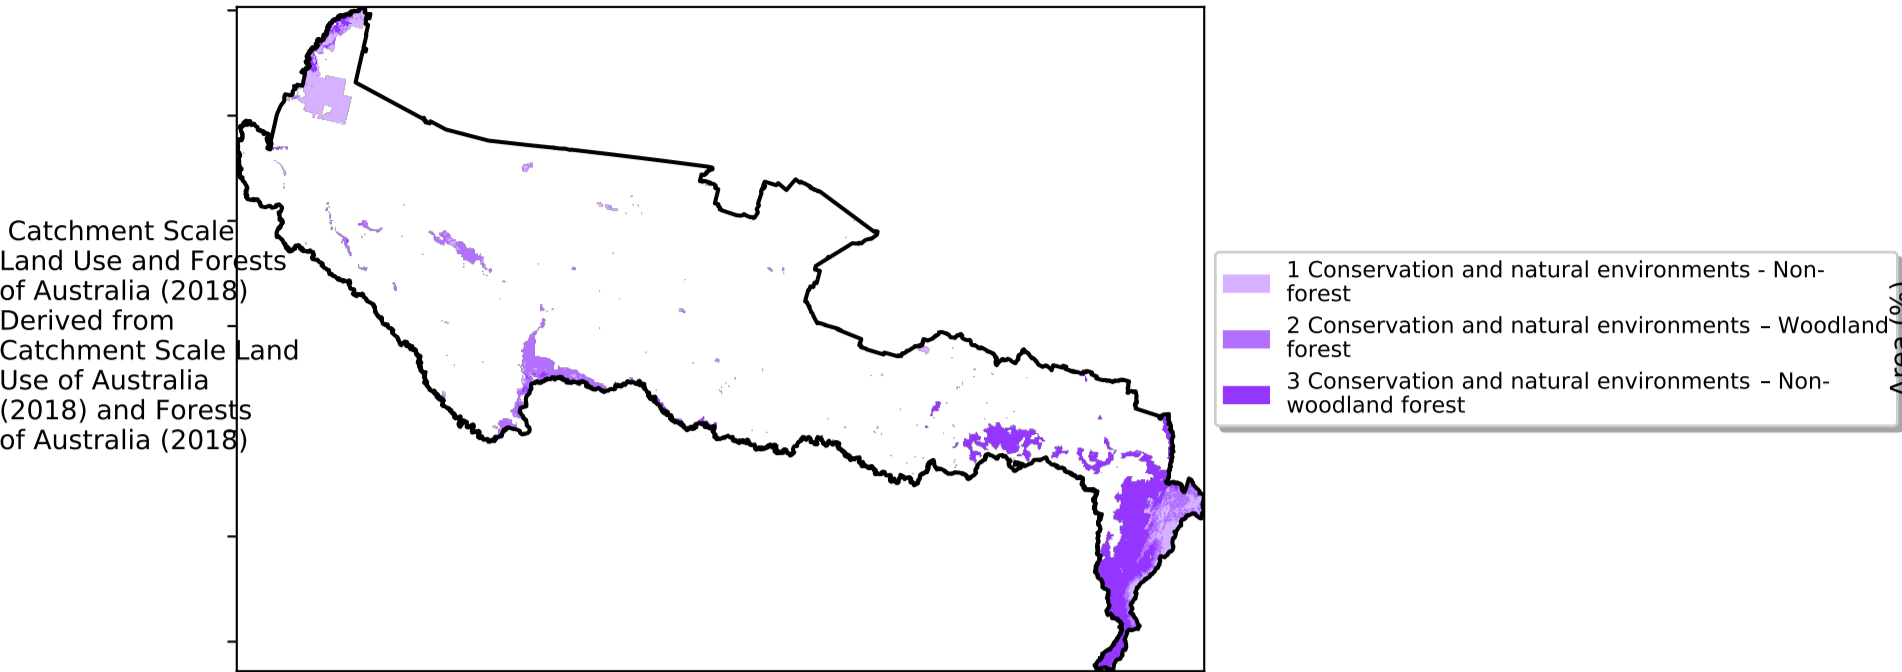 Catchment Scale
Land Use and Forests
of Australia (2018)
Derived from
Catchment Scale Land
Use of Australia
(2018) and Forests
of Australia (2018)
1 Conservation and natural environments - Non-
forest
2 Conservation and natural environments – Woodland
forest
3 Conservation and natural environments – Non-
woodland forest